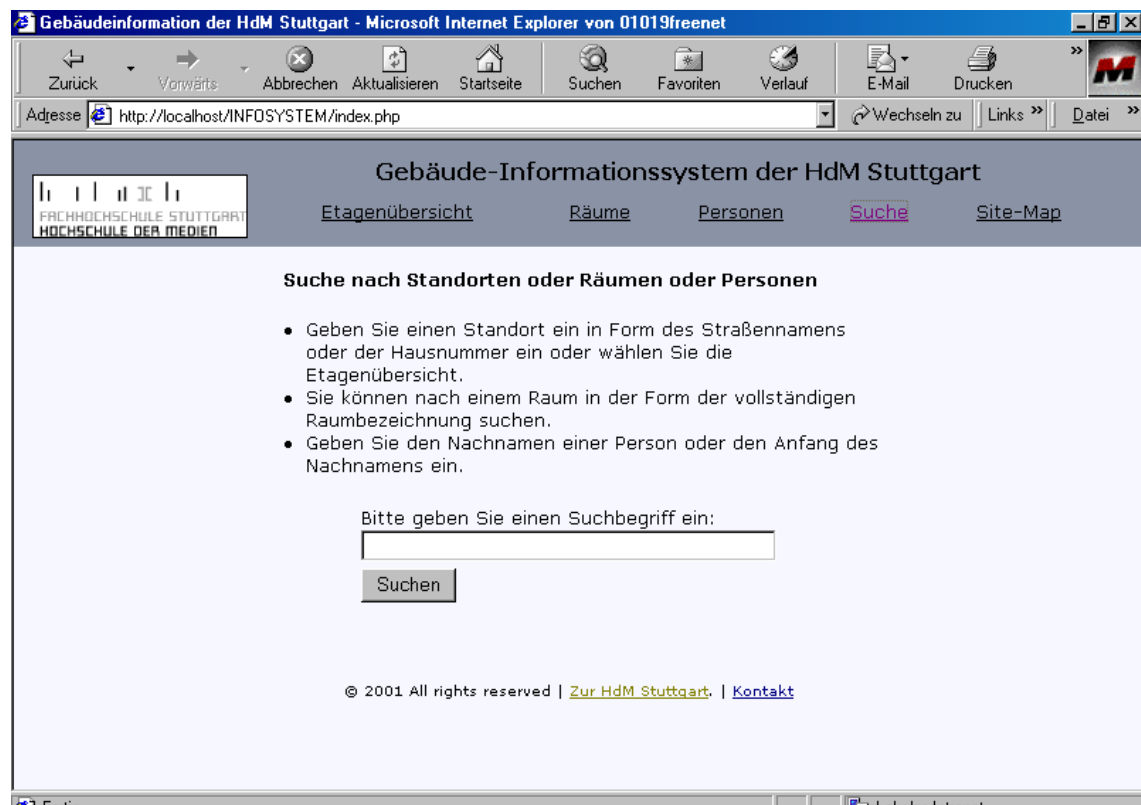 Gebäudeinformation der HdM Stuttgart - Microsoft Internet Explorer von 01019freenet
Zurück Vorwärts Abbrechen Aktualisieren Startseite Suchen Favoriten Verlauf E-Mail Drucken »
Adresse http://localhost/INFOSYSTEM/index.php Wechseln zu Links » Datei »
Gebäude-Informationssystem der HdM Stuttgart
FACHHOCHSCHULE STUTTGART
HOCHSCHULE DER MEDIEN
Etagenübersicht Räume Personen Suche Site-Map
Suche nach Standorten oder Räumen oder Personen
• Geben Sie einen Standort ein in Form des Straßennamens
oder der Hausnummer ein oder wählen Sie die
Etagenübersicht.
• Sie können nach einem Raum in der Form der vollständigen
Raumbezeichnung suchen.
• Geben Sie den Nachnamen einer Person oder den Anfang des
Nachnamens ein.
Bitte geben Sie einen Suchbegriff ein:
Suchen
© 2001 All rights reserved | Zur HdM Stuttgart. | Kontakt